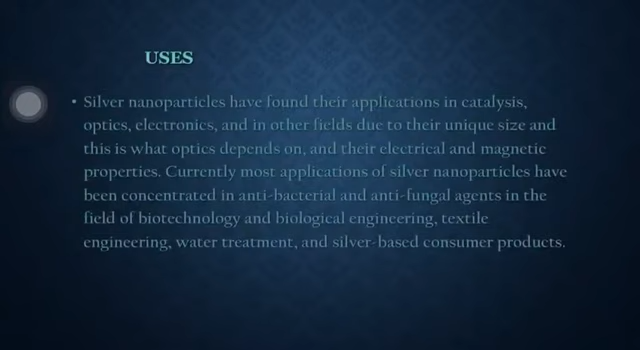 USES
• Silver nanoparticles have found their applications in catalysis,
optics, electronics, and in other fields due to their unique size and
this is what optics depends on, and their electrical and magnetic
properties. Currently most applications of silver nanoparticles have
been concentrated in anti-bacterial and anti-fungal agents in the
field of biotechnology and biological engineering, textile
engineering, water treatment, and silver-based consumer products.